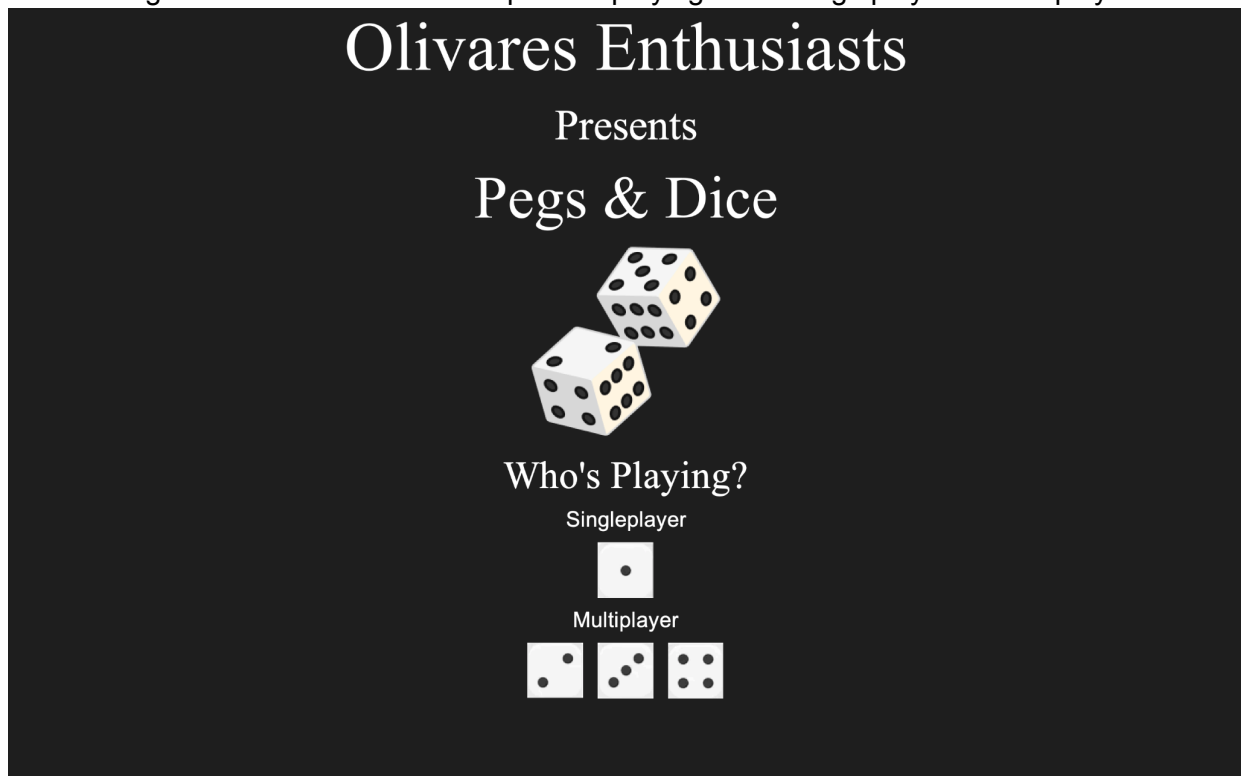 Olivares Enthusiasts
Presents
Pegs & Dice
Who's Playing?
Singleplayer
Multiplayer